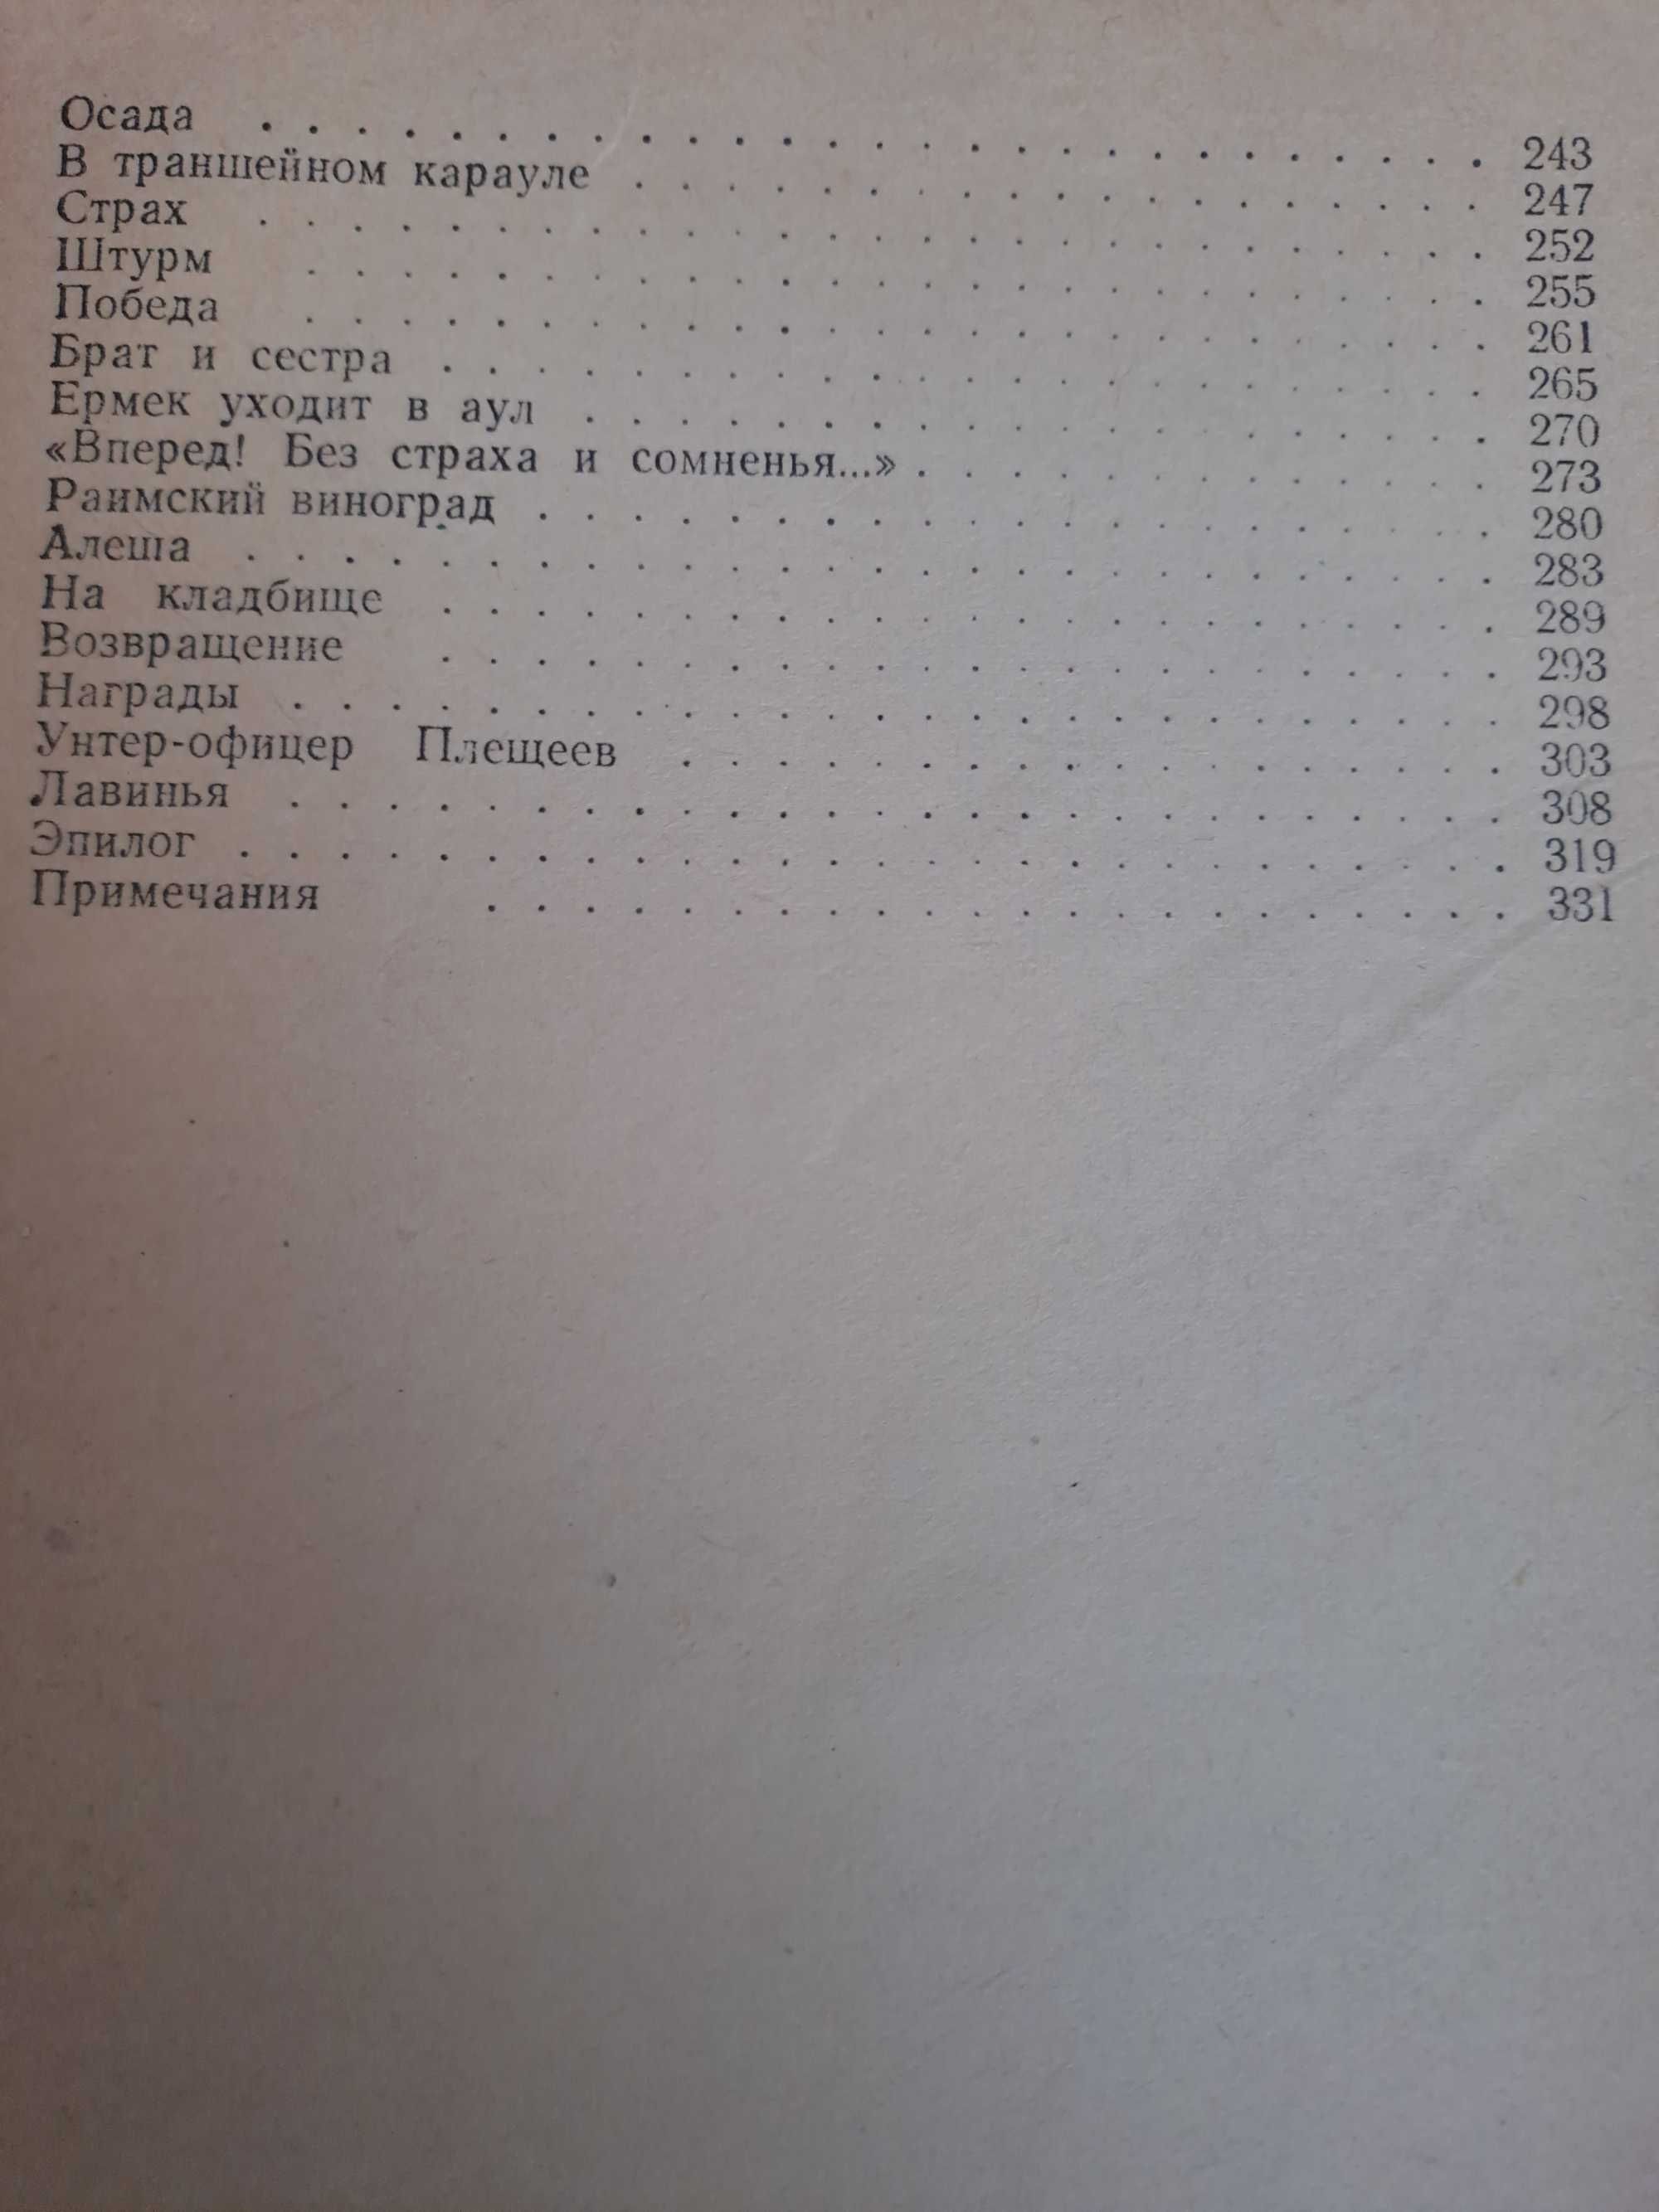 Осада . . . . . . . . . . . . . . . . . . . . . . . . . . 243
В траншейном карауле . . . . . . . . . . . . . . . . . . 247
Страх . . . . . . . . . . . . . . . . . . . . . . . . . . 252
Штурм . . . . . . . . . . . . . . . . . . . . . . . . . 255
Победа . . . . . . . . . . . . . . . . . . . . . . . . . 261
Брат и сестра . . . . . . . . . . . . . . . . . . . . . . 265
Ермек уходит в аул . . . . . . . . . . . . . . . . . . . 270
«Вперед! Без страха и сомненья...» . . . . . . . . . . . . 273
Раимский виноград . . . . . . . . . . . . . . . . . . . . 280
Алеша . . . . . . . . . . . . . . . . . . . . . . . . . . 283
На кладбище . . . . . . . . . . . . . . . . . . . . . . 289
Возвращение . . . . . . . . . . . . . . . . . . . . . . 293
Награды . . . . . . . . . . . . . . . . . . . . . . . . . 298
Унтер-офицер Плещеев . . . . . . . . . . . . . . . . . . 303
Лавинья . . . . . . . . . . . . . . . . . . . . . . . . . 308
Эпилог . . . . . . . . . . . . . . . . . . . . . . . . . . 319
Примечания . . . . . . . . . . . . . . . . . . . . . . 331